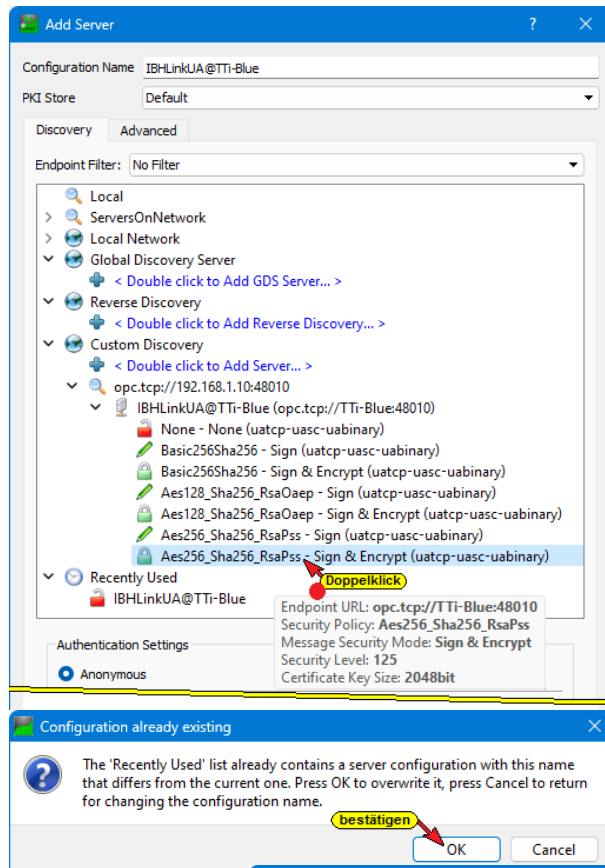 Add Server
Configuration Name IBHLinkUA@TTi-Blue
PKI Store Default
Discovery Advanced
Endpoint Filter: No Filter
Local
ServersOnNetwork
Local Network
Global Discovery Server
< Double click to Add GDS Server... >
Reverse Discovery
< Double click to Add Reverse Discovery... >
Custom Discovery
< Double click to Add Server... >
opc.tcp://192.168.1.10:48010
IBHLinkUA@TTi-Blue (opc.tcp://TTi-Blue:48010)
None - None (uatcp-uasc-uabinary)
Basic256Sha256 - Sign (uatcp-uasc-uabinary)
Basic256Sha256 - Sign & Encrypt (uatcp-uasc-uabinary)
Aes128_Sha256_RsaOaep - Sign (uatcp-uasc-uabinary)
Aes128_Sha256_RsaOaep - Sign & Encrypt (uatcp-uasc-uabinary)
Aes256_Sha256_RsaPss - Sign (uatcp-uasc-uabinary)
Aes256_Sha256_RsaPss - Sign & Encrypt (uatcp-uasc-uabinary)
Recently Used
Doppelklick
IBHLinkUA@TTi-Blue
Endpoint URL: opc.tcp://TTi-Blue:48010
Security Policy: Aes256_Sha256_RsaPss
Message Security Mode: Sign & Encrypt
Security Level: 125
Certificate Key Size: 2048bit
Authentication Settings
Anonymous
Configuration already existing
The 'Recently Used' list already contains a server configuration with this name
that differs from the current one. Press OK to overwrite it, press Cancel to return
for changing the configuration name.
bestätigen
OK Cancel